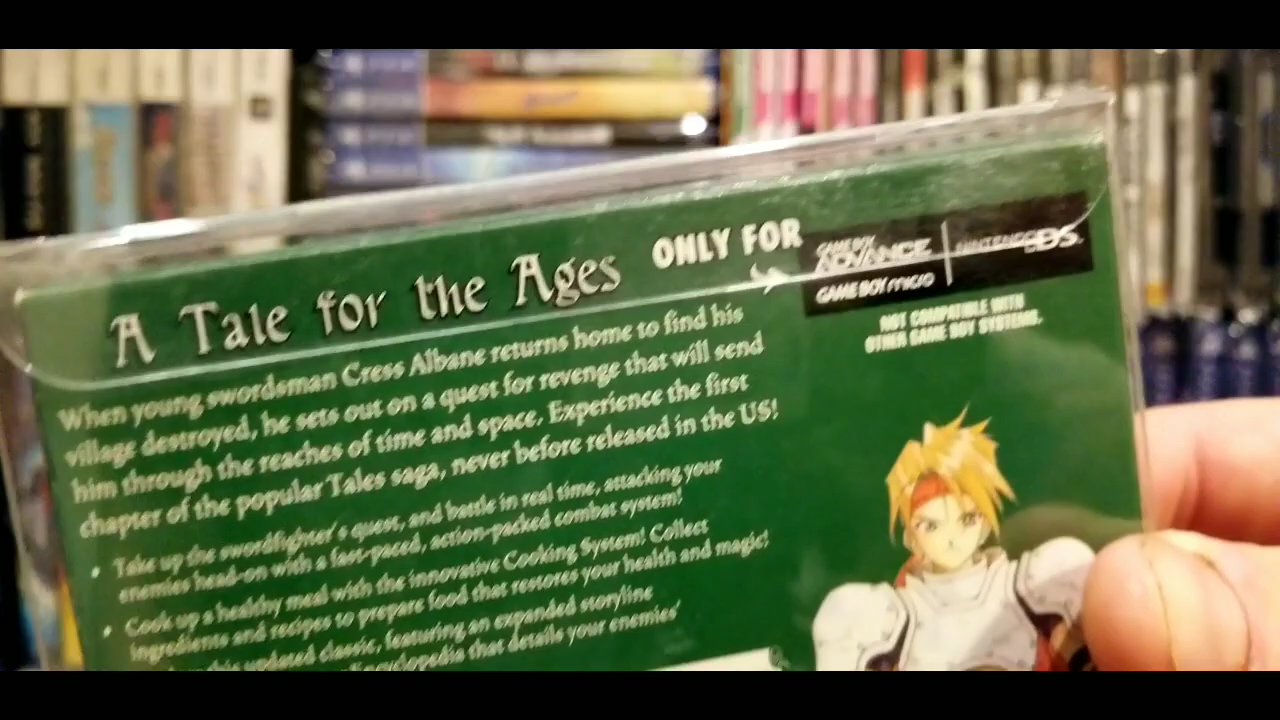 A Tale for the Ages
ONLY FOR
GAME BOY
ADVANCE
NINTENDO DS
GAME BOY micro
NOT COMPATIBLE WITH
OTHER GAME BOY SYSTEMS.
When young swordsman Cress Albane returns home to find his
village destroyed, he sets out on a quest for revenge that will send
him through the reaches of time and space. Experience the first
chapter of the popular Tales saga, never before released in the US!
• Take up the swordfighter's quest, and battle in real time, attacking your
enemies head-on with a fast-paced, action-packed combat system!
• Cook up a healthy meal with the innovative Cooking System! Collect
ingredients and recipes to prepare food that restores your health and magic!
this updated classic, featuring an expanded storyline
Encyclopedia that details your enemies'